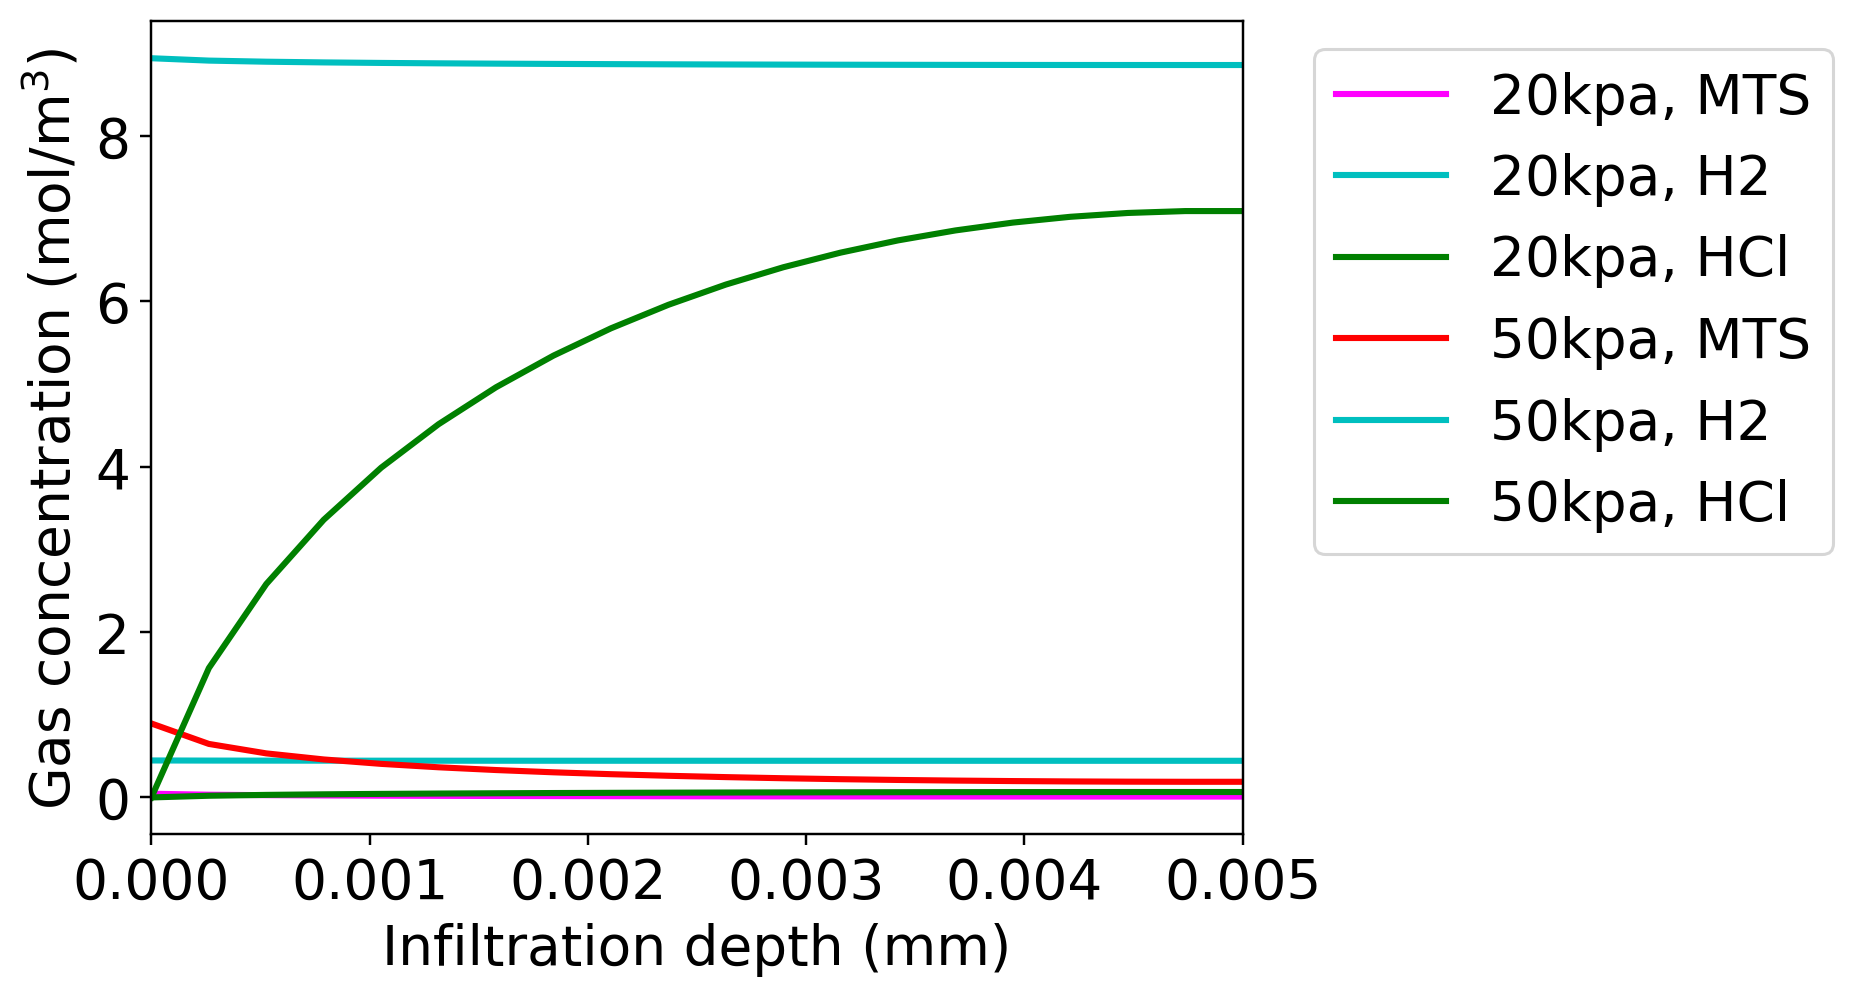 Gas concentration (mol/m³)
8
6
4
2
0
0.000 0.001 0.002 0.003 0.004 0.005
Infiltration depth (mm)
20kpa, MTS
20kpa, H2
20kpa, HCl
50kpa, MTS
50kpa, H2
50kpa, HCl